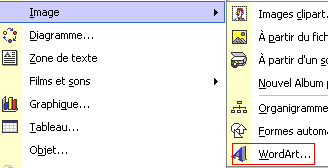 Image
Diagramme...
Zone de texte
Films et sons
Graphique...
Tableau...
Objet...
Images clipart.
À partir du fich
À partir d'un sc
Nouvel Album p
Organigramme
Formes autom
WordArt...